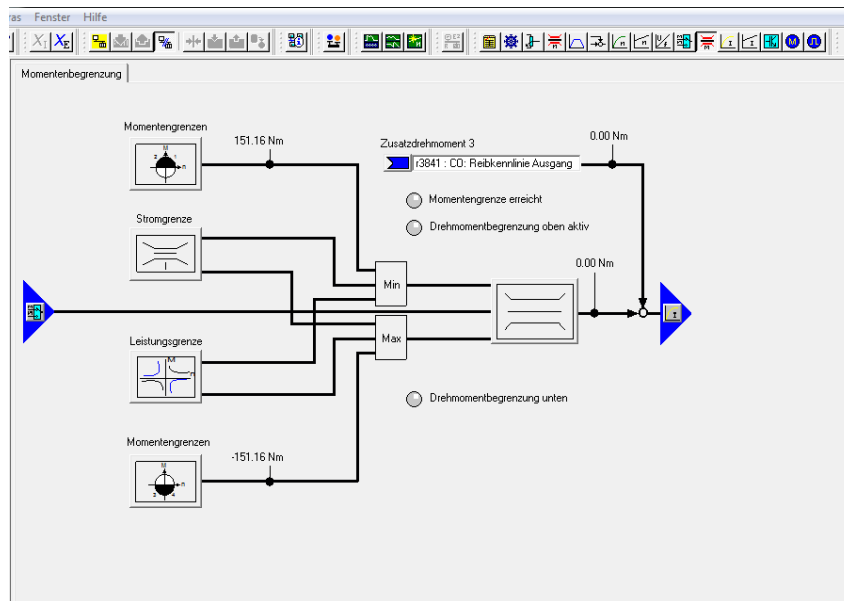 ras Fenster Hilfe
Momentenbegrenzung
Momentengrenzen
151.16 Nm
Zusatzdrehmoment 3
0.00 Nm
r3841 : CO: Reibkennlinie Ausgang
Momentengrenze erreicht
Stromgrenze
Drehmomentbegrenzung oben aktiv
0.00 Nm
Min
Max
Leistungsgrenze
Drehmomentbegrenzung unten
Momentengrenzen
-151.16 Nm